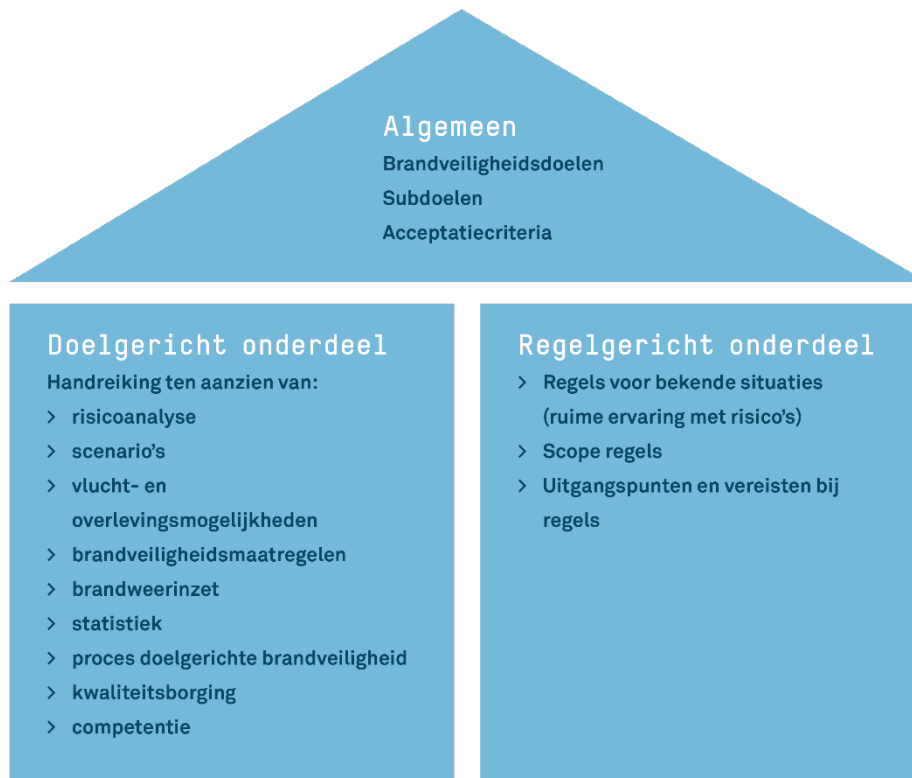 Algemeen
Brandveiligheidsdoelen
Subdoelen
Acceptatiecriteria
Doelgericht onderdeel
Handreiking ten aanzien van:
> risicoanalyse
> scenario's
> vlucht- en
overlevingsmogelijkheden
> brandveiligheidsmaatregelen
> brandweerinzet
> statistiek
> proces doelgerichte brandveiligheid
> kwaliteitsborging
> competentie
Regelgericht onderdeel
> Regels voor bekende situaties
(ruime ervaring met risico's)
> Scope regels
> Uitgangspunten en vereisten bij
regels